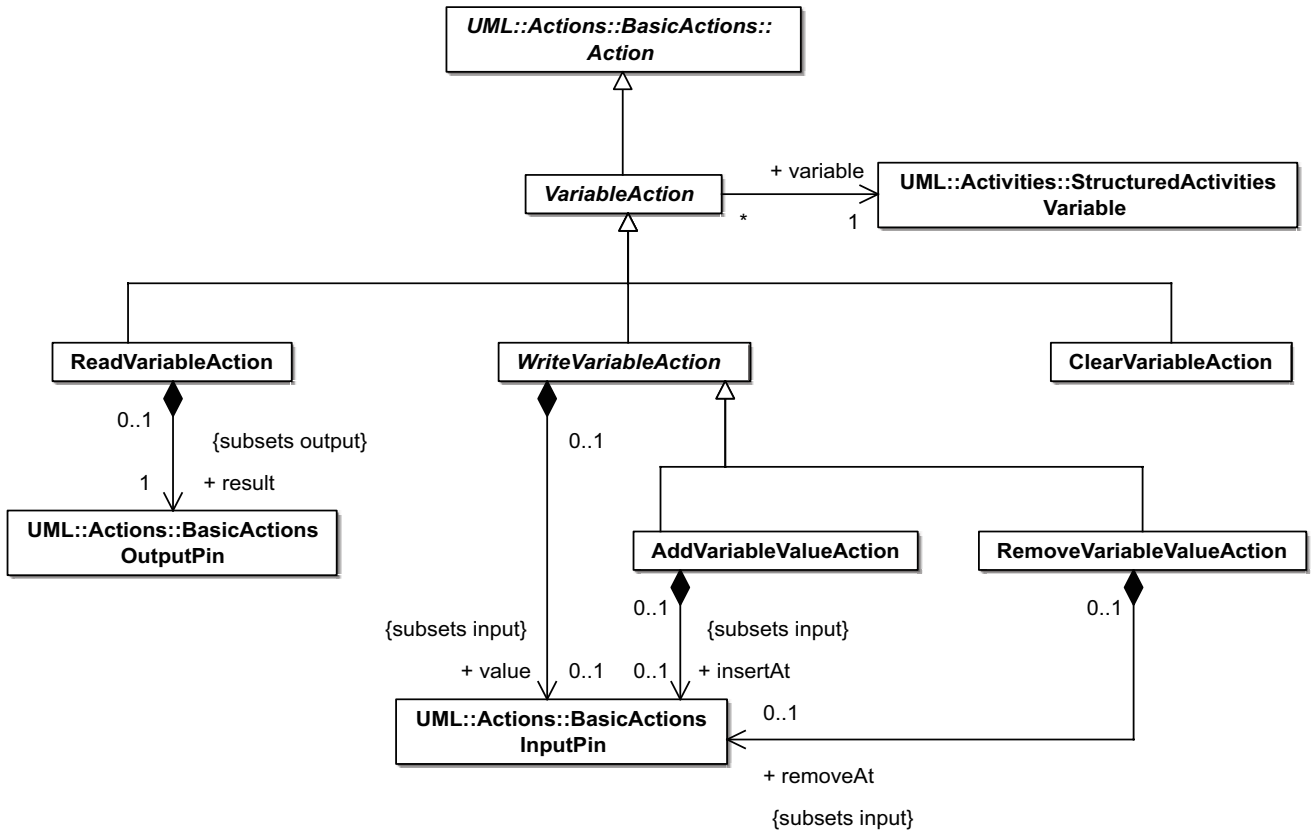 UML::Actions::BasicActions::
Action
+ variable
VariableAction
UML::Activities::StructuredActivities
Variable
*
1
ReadVariableAction
WriteVariableAction
ClearVariableAction
0..1
{subsets output}
0..1
1
+ result
UML::Actions::BasicActions
OutputPin
AddVariableValueAction
RemoveVariableValueAction
0..1
0..1
{subsets input}
{subsets input}
+ value
0..1
0..1
+ insertAt
UML::Actions::BasicActions
InputPin
0..1
+ removeAt
{subsets input}